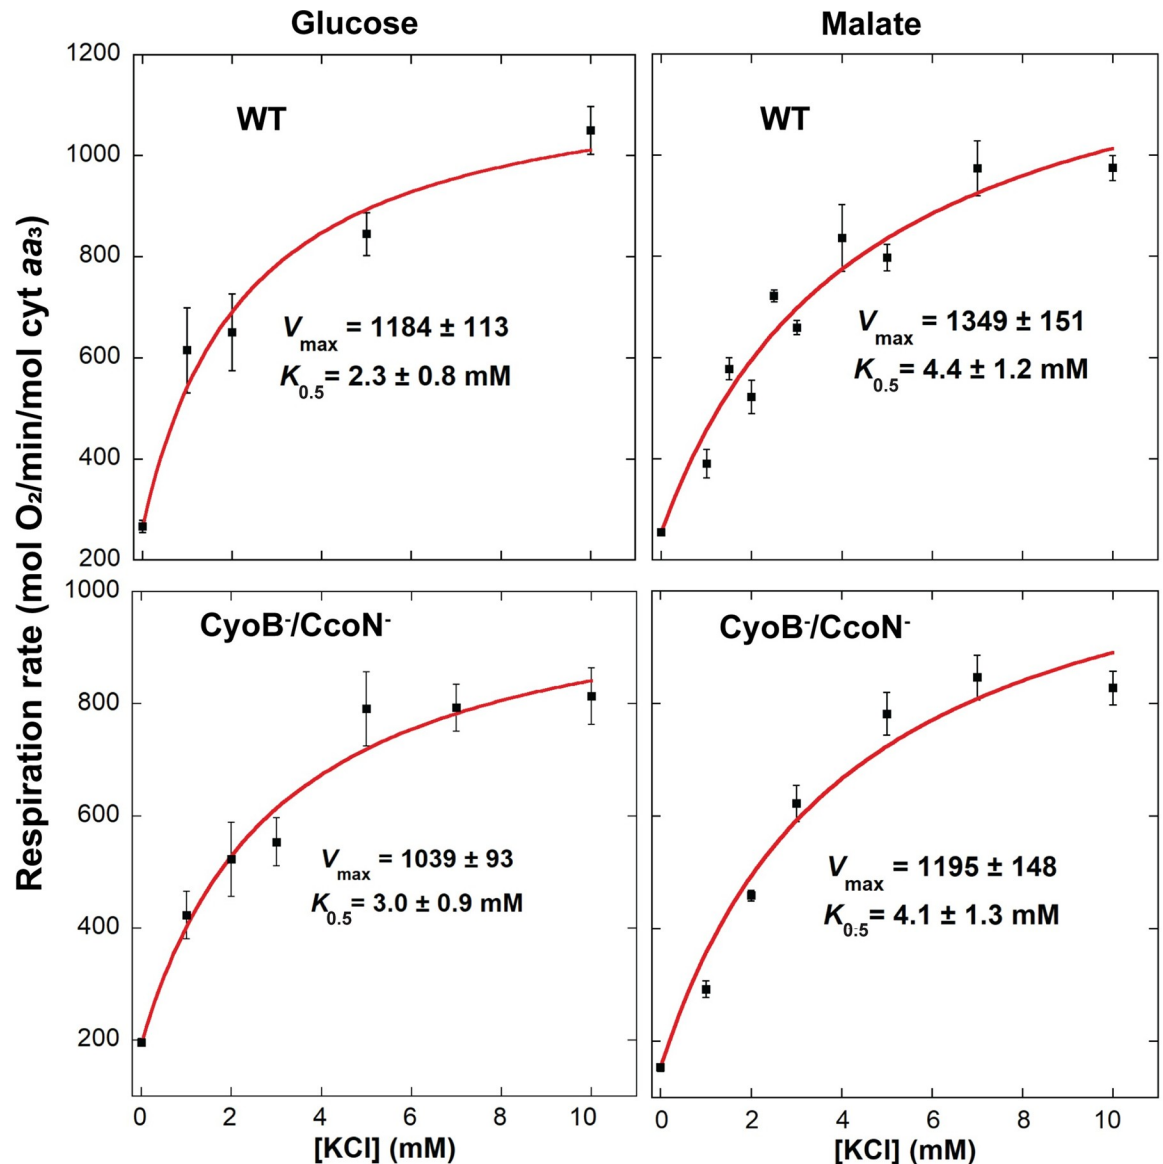 Glucose
Malate
Respiration rate (mol O₂/min/mol cyt aa₃)
1200
1000
800
600
400
200
WT
Vmax = 1184 ± 113
K0.5= 2.3 ± 0.8 mM
WT
Vmax = 1349 ± 151
K0.5= 4.4 ± 1.2 mM
1000
800
600
400
200
CyoB⁻/CcoN⁻
Vmax = 1039 ± 93
K0.5= 3.0 ± 0.9 mM
CyoB⁻/CcoN⁻
Vmax = 1195 ± 148
K0.5= 4.1 ± 1.3 mM
0 2 4 6 8 10
0 2 4 6 8 10
[KCl] (mM)
[KCl] (mM)